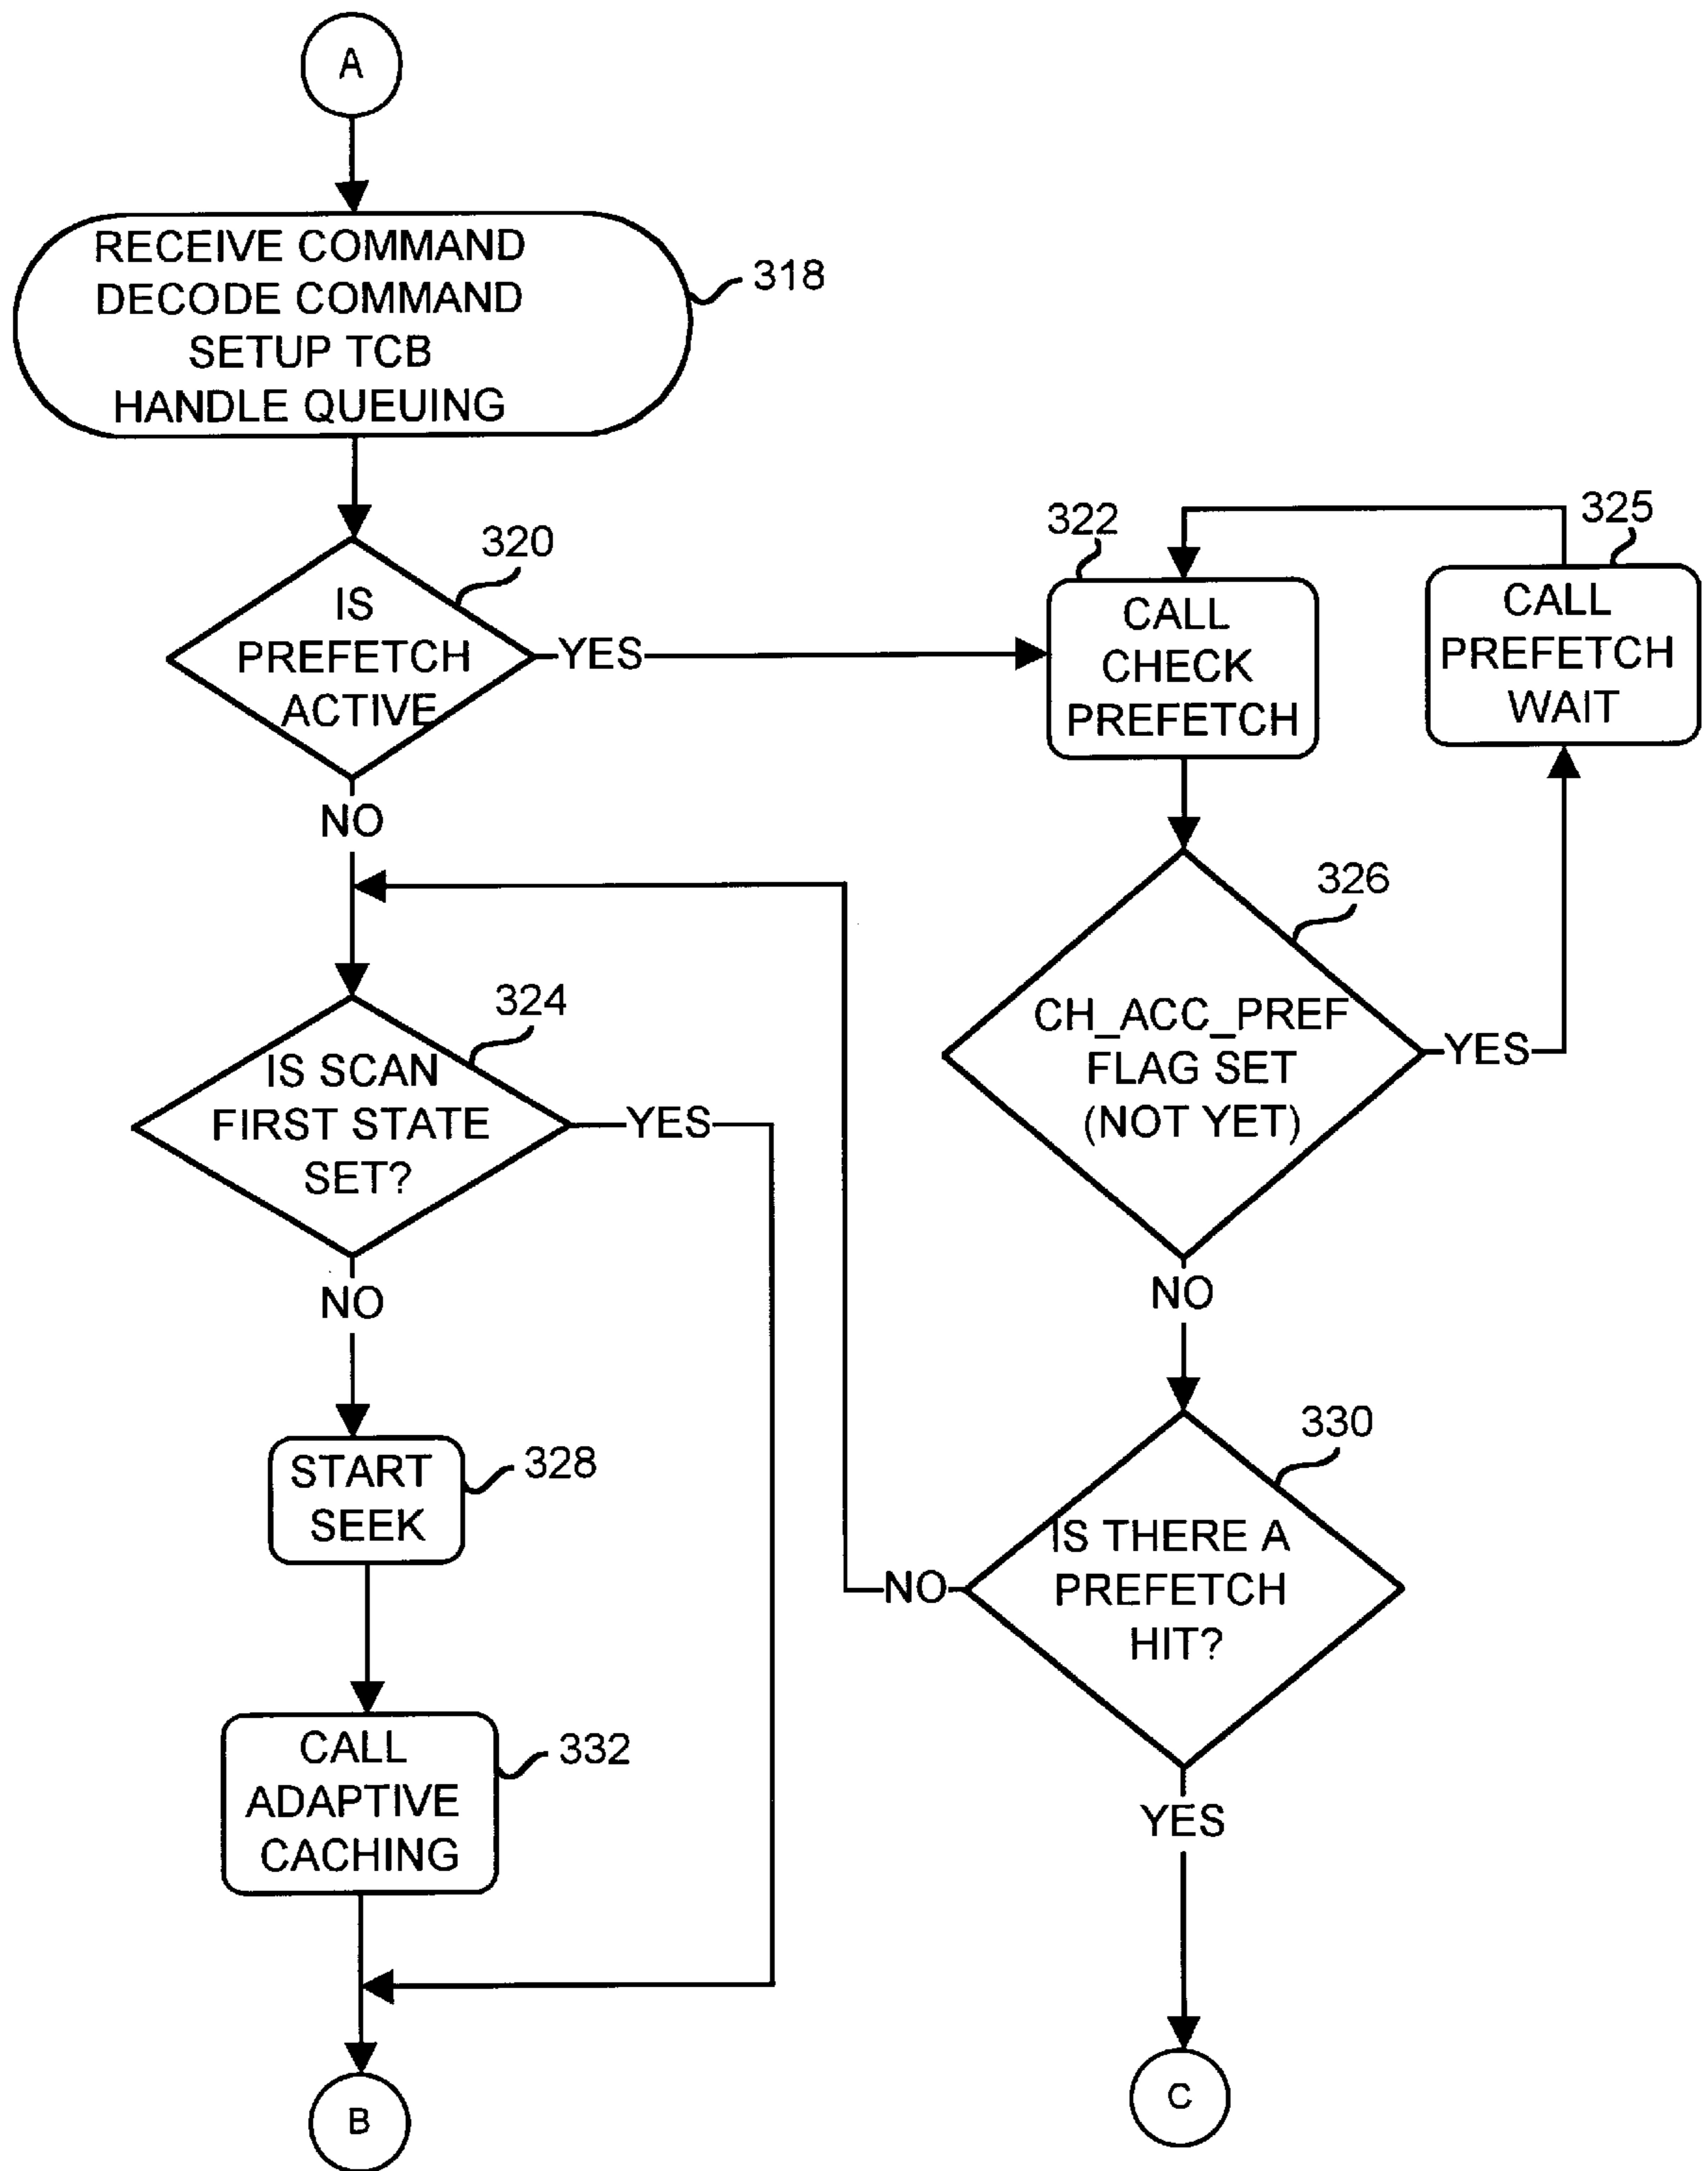 A
RECEIVE COMMAND
DECODE COMMAND
SETUP TCB
HANDLE QUEUING
318
320
IS
PREFETCH
ACTIVE
YES
NO
322
CALL
CHECK
PREFETCH
325
CALL
PREFETCH
WAIT
326
CH_ACC_PREF
FLAG SET
(NOT YET)
YES
NO
324
IS SCAN
FIRST STATE
SET?
YES
NO
328
START
SEEK
330
IS THERE A
PREFETCH
HIT?
NO
YES
332
CALL
ADAPTIVE
CACHING
B
C